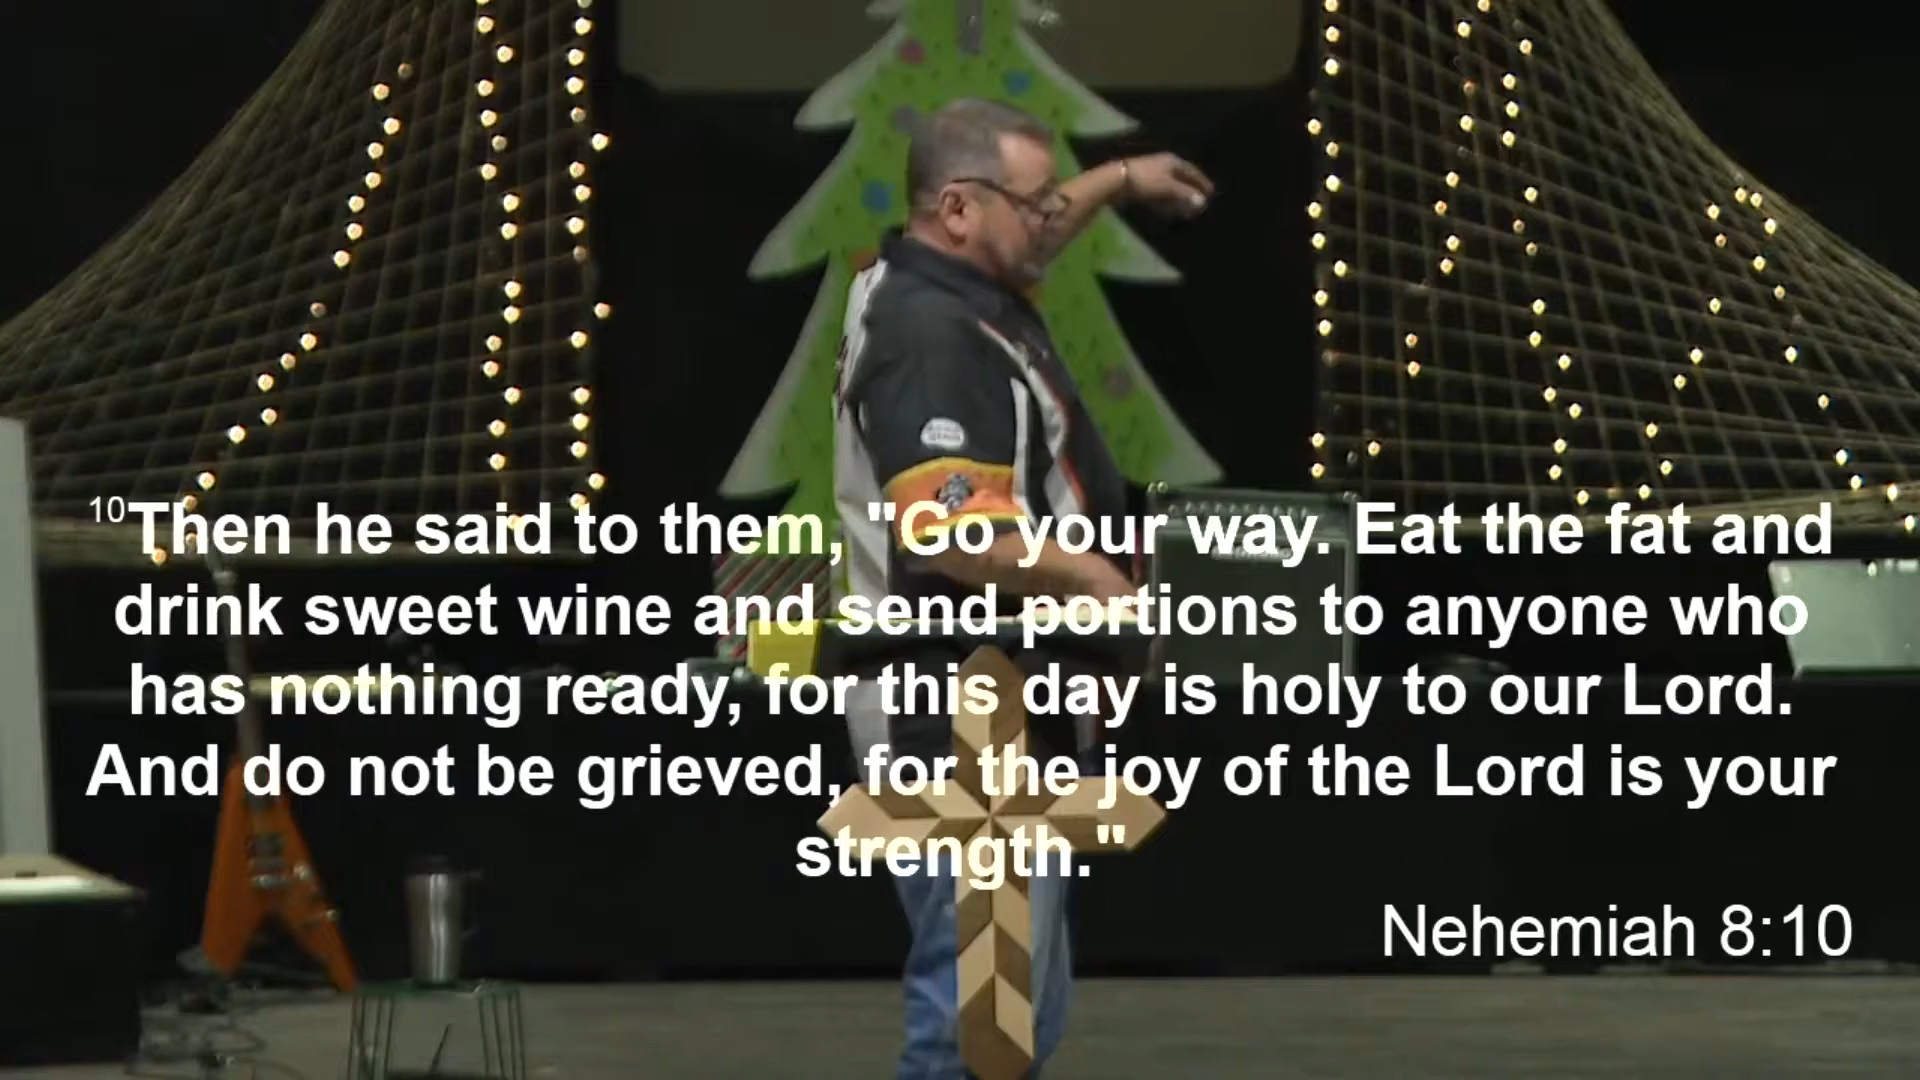 10Then he said to them, "Go your way. Eat the fat and
drink sweet wine and send portions to anyone who
has nothing ready, for this day is holy to our Lord.
And do not be grieved, for the joy of the Lord is your
strength."
Nehemiah 8:10